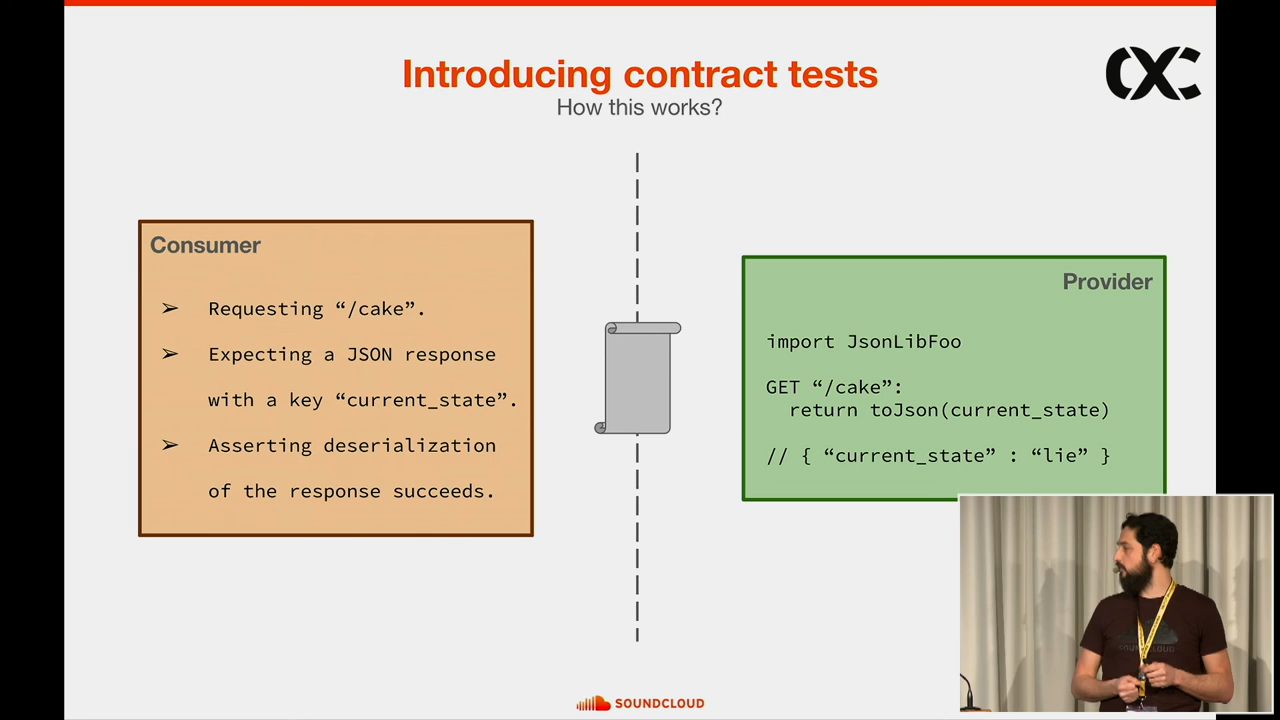 Introducing contract tests
How this works?
Consumer
➢ Requesting “/cake”.
➢ Expecting a JSON response
with a key “current_state”.
➢ Asserting deserialization
of the response succeeds.
Provider
import JsonLibFoo
GET “/cake”:
return toJson(current_state)
// { “current_state” : “lie” }
SOUNDCLOUD
SOUNDCLOUD